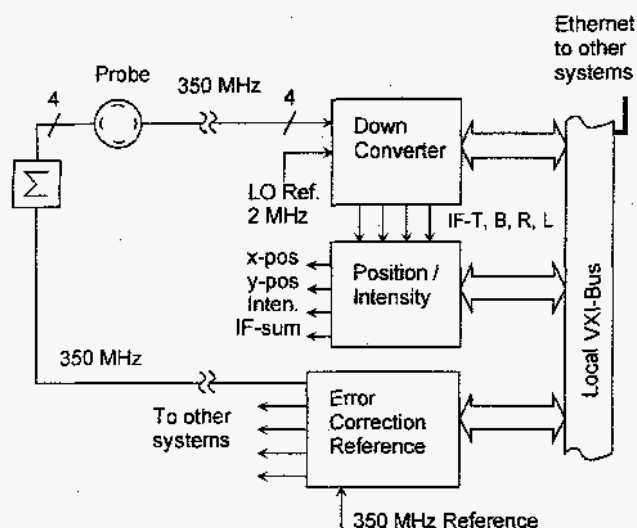 Ethernet
to other
systems
Probe
350 MHz
4
4
Down
Converter
Σ
LO Ref.
2 MHz
IF-T, B, R, L
x-pos
y-pos
Inten.
IF-sum
Position /
Intensity
Local VXI-Bus
350 MHz
To other
systems
Error
Correction
Reference
350 MHz Reference